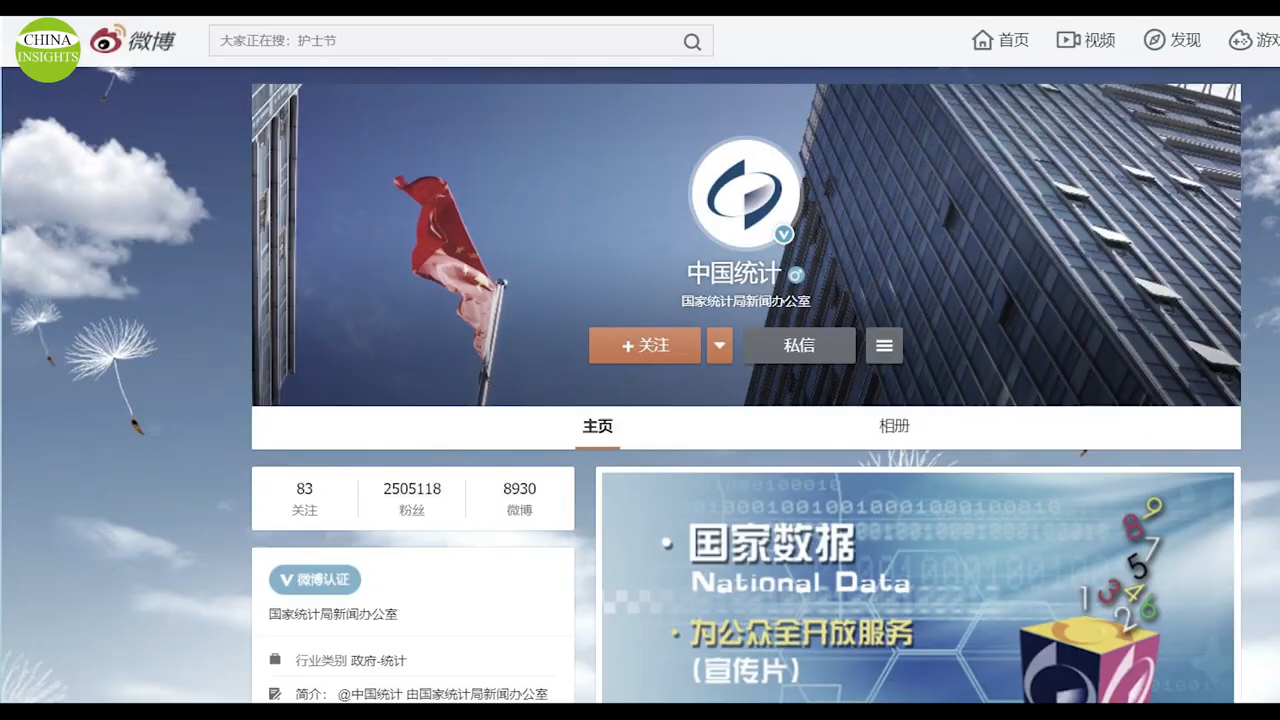 CHINA
INSIGHTS
微博
大家正在搜：护士节
首页
视频
发现
游戏
中国统计
国家统计局新闻办公室
+ 关注
私信
主页
相册
83
2505118
8930
关注
粉丝
微博
V 微博认证
国家统计局新闻办公室
行业类别 政府-统计
简介： @中国统计 由国家统计局新闻办公室
·国家数据
National Data
·为公众全开放服务
(宣传片)